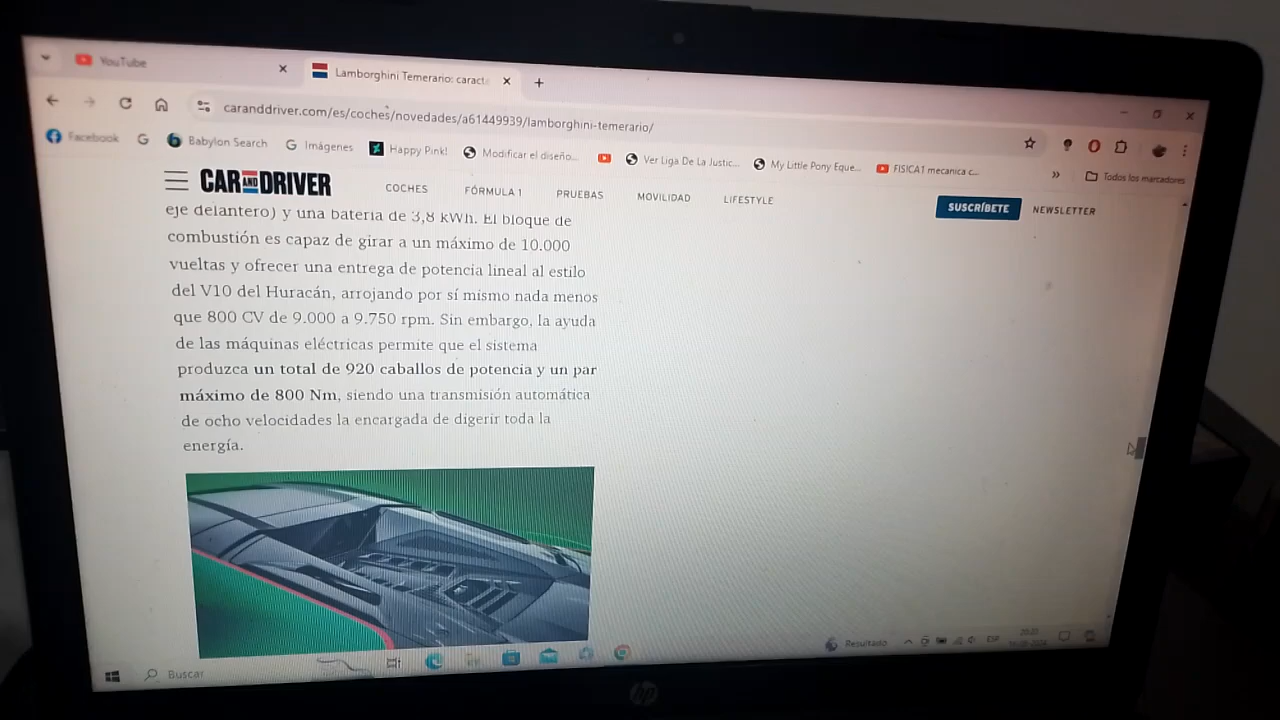 YouTube
Lamborghini Temerario: caract
caranddriver.com/es/coches/novedades/a61449939/lamborghini-temerario/
Facebook Babylon Search Imágenes Happy Pink! Modificar el diseño... Ver Liga De La Justic... My Little Pony Eque... FISICA1 mecanica c... » Todos los marcadores
CAR AND DRIVER COCHES FÓRMULA 1 PRUEBAS MOVILIDAD LIFESTYLE SUSCRÍBETE NEWSLETTER
eje delantero) y una batería de 3,8 kWh. El bloque de
combustión es capaz de girar a un máximo de 10.000
vueltas y ofrecer una entrega de potencia lineal al estilo
del V10 del Huracán, arrojando por sí mismo nada menos
que 800 CV de 9.000 a 9.750 rpm. Sin embargo, la ayuda
de las máquinas eléctricas permite que el sistema
produzca un total de 920 caballos de potencia y un par
máximo de 800 Nm, siendo una transmisión automática
de ocho velocidades la encargada de digerir toda la
energía.
Buscar
Resultado ESP
hp